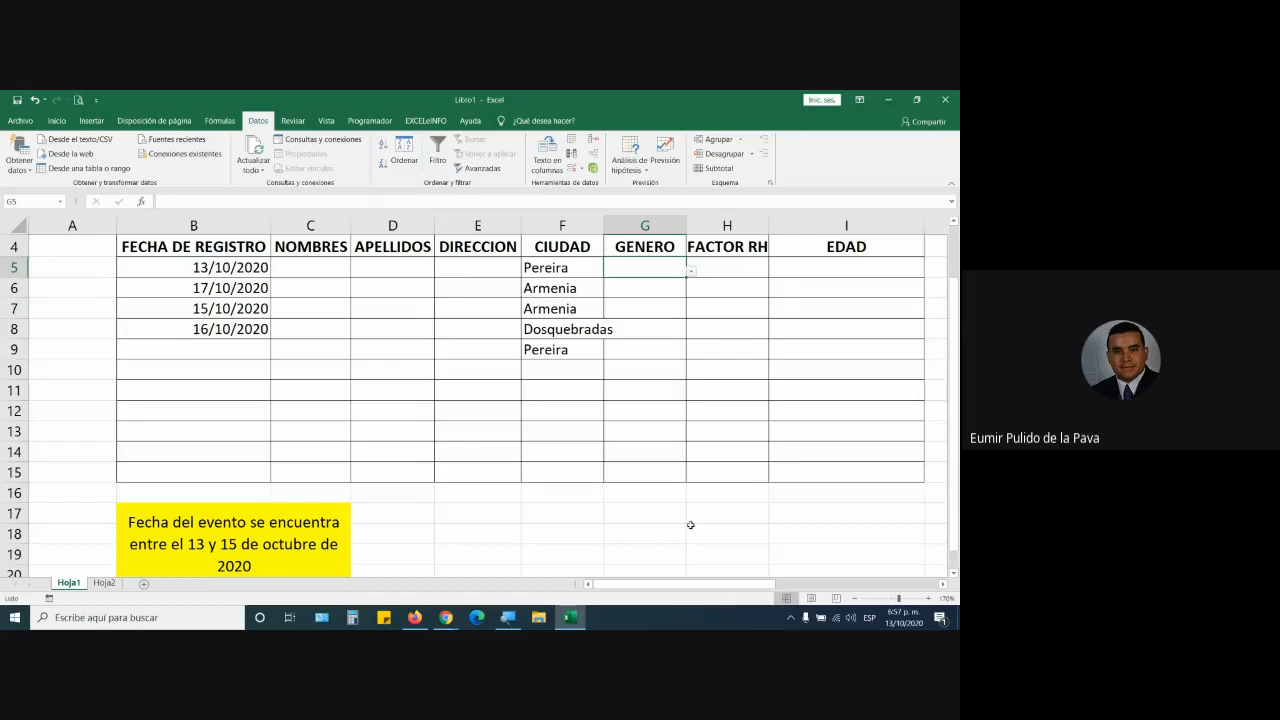 Libro1 - Excel
Inic. ses.
Archivo Inicio Insertar Disposición de página Fórmulas Datos Revisar Vista Programador EXCELeINFO Ayuda ¿Qué desea hacer? Compartir
Obtener datos
Desde el texto/CSV
Desde la web
Desde una tabla o rango
Fuentes recientes
Conexiones existentes
Obtener y transformar datos
Actualizar todo
Consultas y conexiones
Propiedades
Editar vínculos
Consultas y conexiones
Ordenar
Filtro
Borrar
Volver a aplicar
Avanzadas
Ordenar y filtrar
Texto en columnas
Herramientas de datos
Análisis de hipótesis
Previsión
Previsión
Agrupar
Desagrupar
Subtotal
Esquema
G5
fx
A B C D E F G H I
4 FECHA DE REGISTRO NOMBRES APELLIDOS DIRECCION CIUDAD GENERO FACTOR RH EDAD
5 13/10/2020 Pereira
6 17/10/2020 Armenia
7 15/10/2020 Armenia
8 16/10/2020 Dosquebradas
9 Pereira
10
11
12
13
14
15
16
17
18
19
20
Fecha del evento se encuentra
entre el 13 y 15 de octubre de
2020
Hoja1 Hoja2
Listo
170%
Escribe aquí para buscar
ESP
6:57 p. m.
13/10/2020
1
Eumir Pulido de la Pava